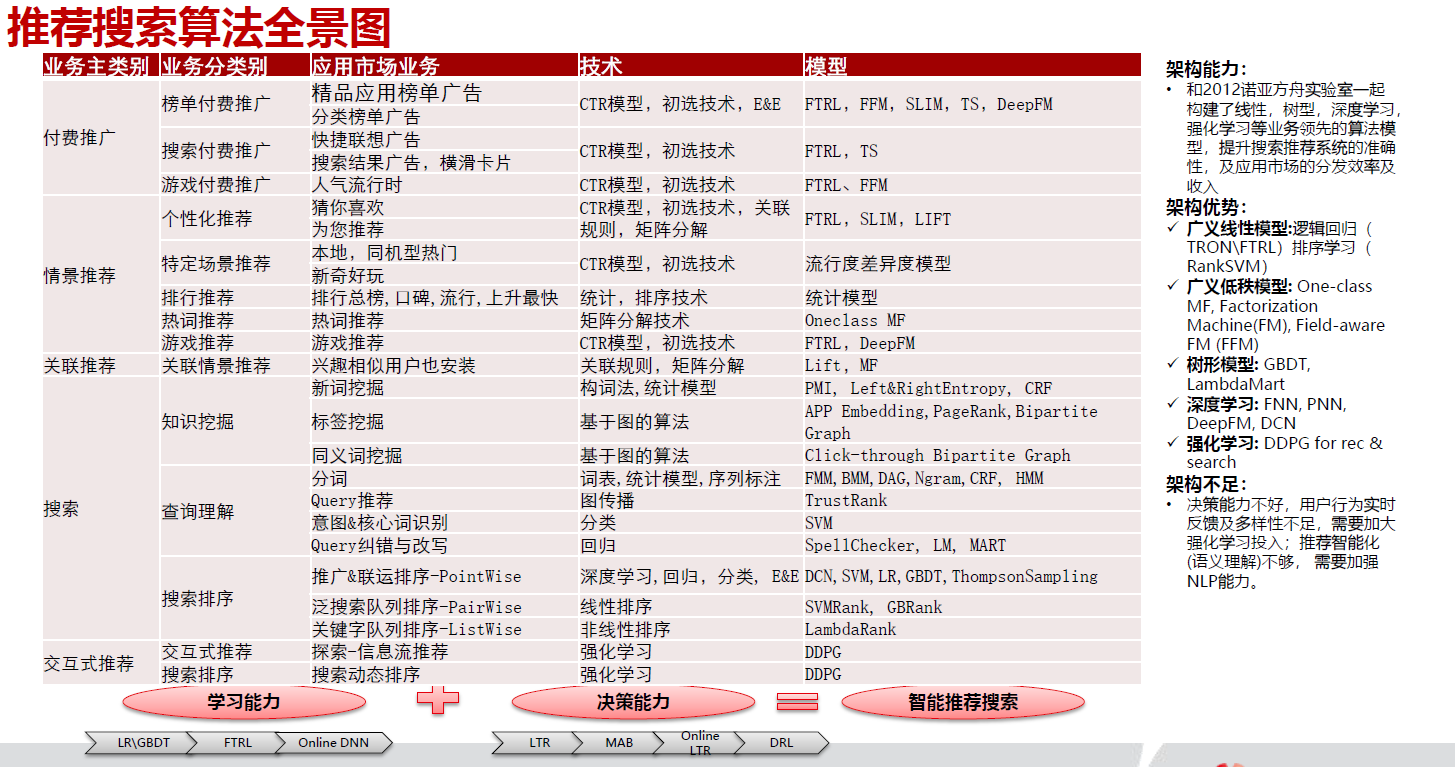 推荐搜索算法全景图
业务主类别 业务分类别 应用市场业务 技术 模型
付费推广
榜单付费推广
精品应用榜单广告
分类榜单广告
CTR模型，初选技术，E&E
FTRL，FFM，SLIM，TS，DeepFM
搜索付费推广
快捷联想广告
搜索结果广告，横滑卡片
CTR模型，初选技术
FTRL，TS
游戏付费推广 人气流行时 CTR模型，初选技术 FTRL、FFM
情景推荐
个性化推荐
猜你喜欢
为您推荐
CTR模型，初选技术，关联
规则，矩阵分解
FTRL，SLIM，LIFT
特定场景推荐
本地，同机型热门
新奇好玩
CTR模型，初选技术
流行度差异度模型
排行推荐 排行总榜,口碑,流行,上升最快 统计，排序技术 统计模型
热词推荐 热词推荐 矩阵分解技术 Oneclass MF
游戏推荐 游戏推荐 CTR模型，初选技术 FTRL，DeepFM
关联推荐 关联情景推荐 兴趣相似用户也安装 关联规则，矩阵分解 Lift，MF
搜索
知识挖掘
新词挖掘 构词法,统计模型 PMI, Left&RightEntropy, CRF
标签挖掘 基于图的算法
APP Embedding,PageRank,Bipartite
Graph
同义词挖掘 基于图的算法 Click-through Bipartite Graph
查询理解
分词 词表,统计模型,序列标注 FMM,BMM,DAG,Ngram,CRF, HMM
Query推荐 图传播 TrustRank
意图&核心词识别 分类 SVM
Query纠错与改写 回归 SpellChecker, LM, MART
搜索排序
推广&联运排序-PointWise 深度学习,回归，分类, E&E DCN,SVM,LR,GBDT,ThompsonSampling
泛搜索队列排序-PairWise 线性排序 SVMRank, GBRank
关键字队列排序-ListWise 非线性排序 LambdaRank
交互式推荐
交互式推荐 探索-信息流推荐 强化学习 DDPG
搜索排序 搜索动态排序 强化学习 DDPG
学习能力 决策能力 智能推荐搜索
LR\GBDT FTRL Online DNN
LTR MAB
Online
LTR
DRL
架构能力：
• 和2012诺亚方舟实验室一起
构建了线性，树型，深度学习，
强化学习等业务领先的算法模
型，提升搜索推荐系统的准确
性，及应用市场的分发效率及
收入
架构优势：
✓ 广义线性模型:逻辑回归（
TRON\FTRL）排序学习（
RankSVM）
✓ 广义低秩模型: One-class
MF, Factorization
Machine(FM), Field-aware
FM (FFM)
✓ 树形模型: GBDT,
LambdaMart
✓ 深度学习: FNN, PNN,
DeepFM, DCN
✓ 强化学习: DDPG for rec &
search
架构不足：
• 决策能力不好，用户行为实时
反馈及多样性不足，需要加大
强化学习投入；推荐智能化
(语义理解)不够， 需要加强
NLP能力。